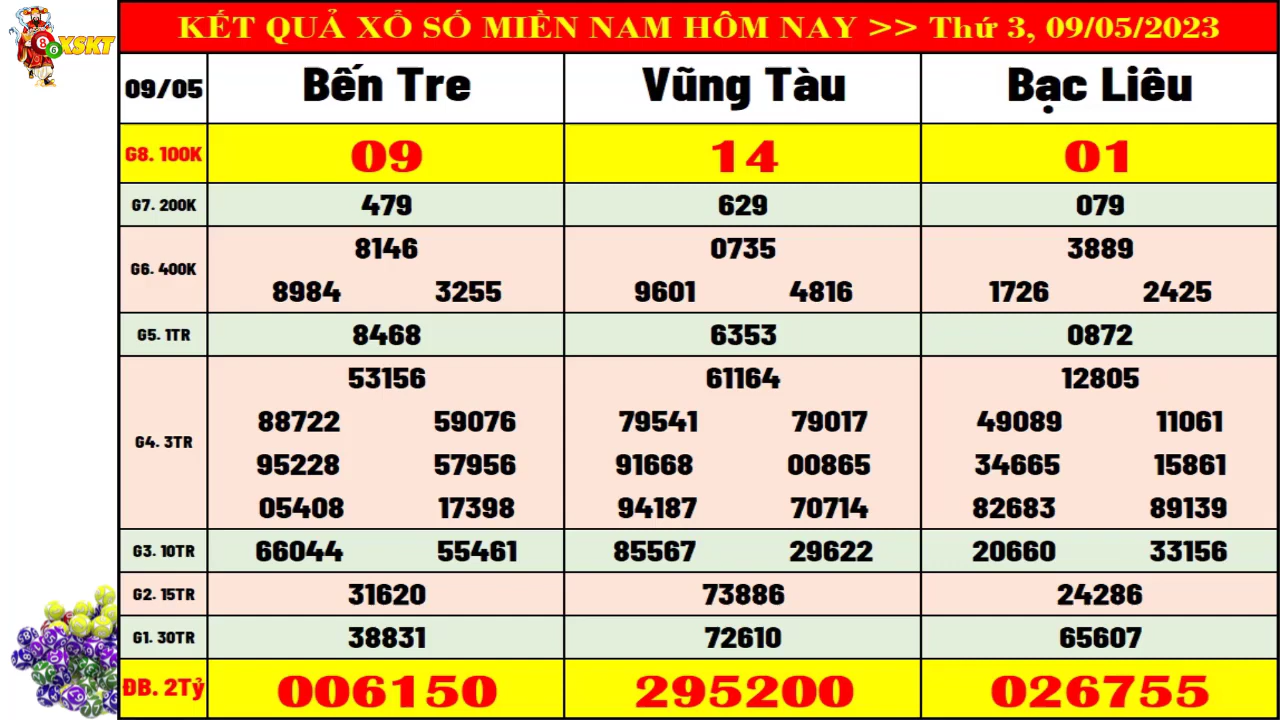 XSKT
KẾT QUẢ XỔ SỐ MIỀN NAM HÔM NAY >> Thứ 3, 09/05/2023
09/05 Bến Tre Vũng Tàu Bạc Liêu
G8. 100K 09 14 01
G7. 200K 479 629 079
8146 0735 3889
G6. 400K
8984 3255 9601 4816 1726 2425
G5. 1TR 8468 6353 0872
53156 61164 12805
88722 59076 79541 79017 49089 11061
G4. 3TR
95228 57956 91668 00865 34665 15861
05408 17398 94187 70714 82683 89139
G3. 10TR 66044 55461 85567 29622 20660 33156
G2. 15TR 31620 73886 24286
G1. 30TR 38831 72610 65607
ĐB. 2Tỷ 006150 295200 026755